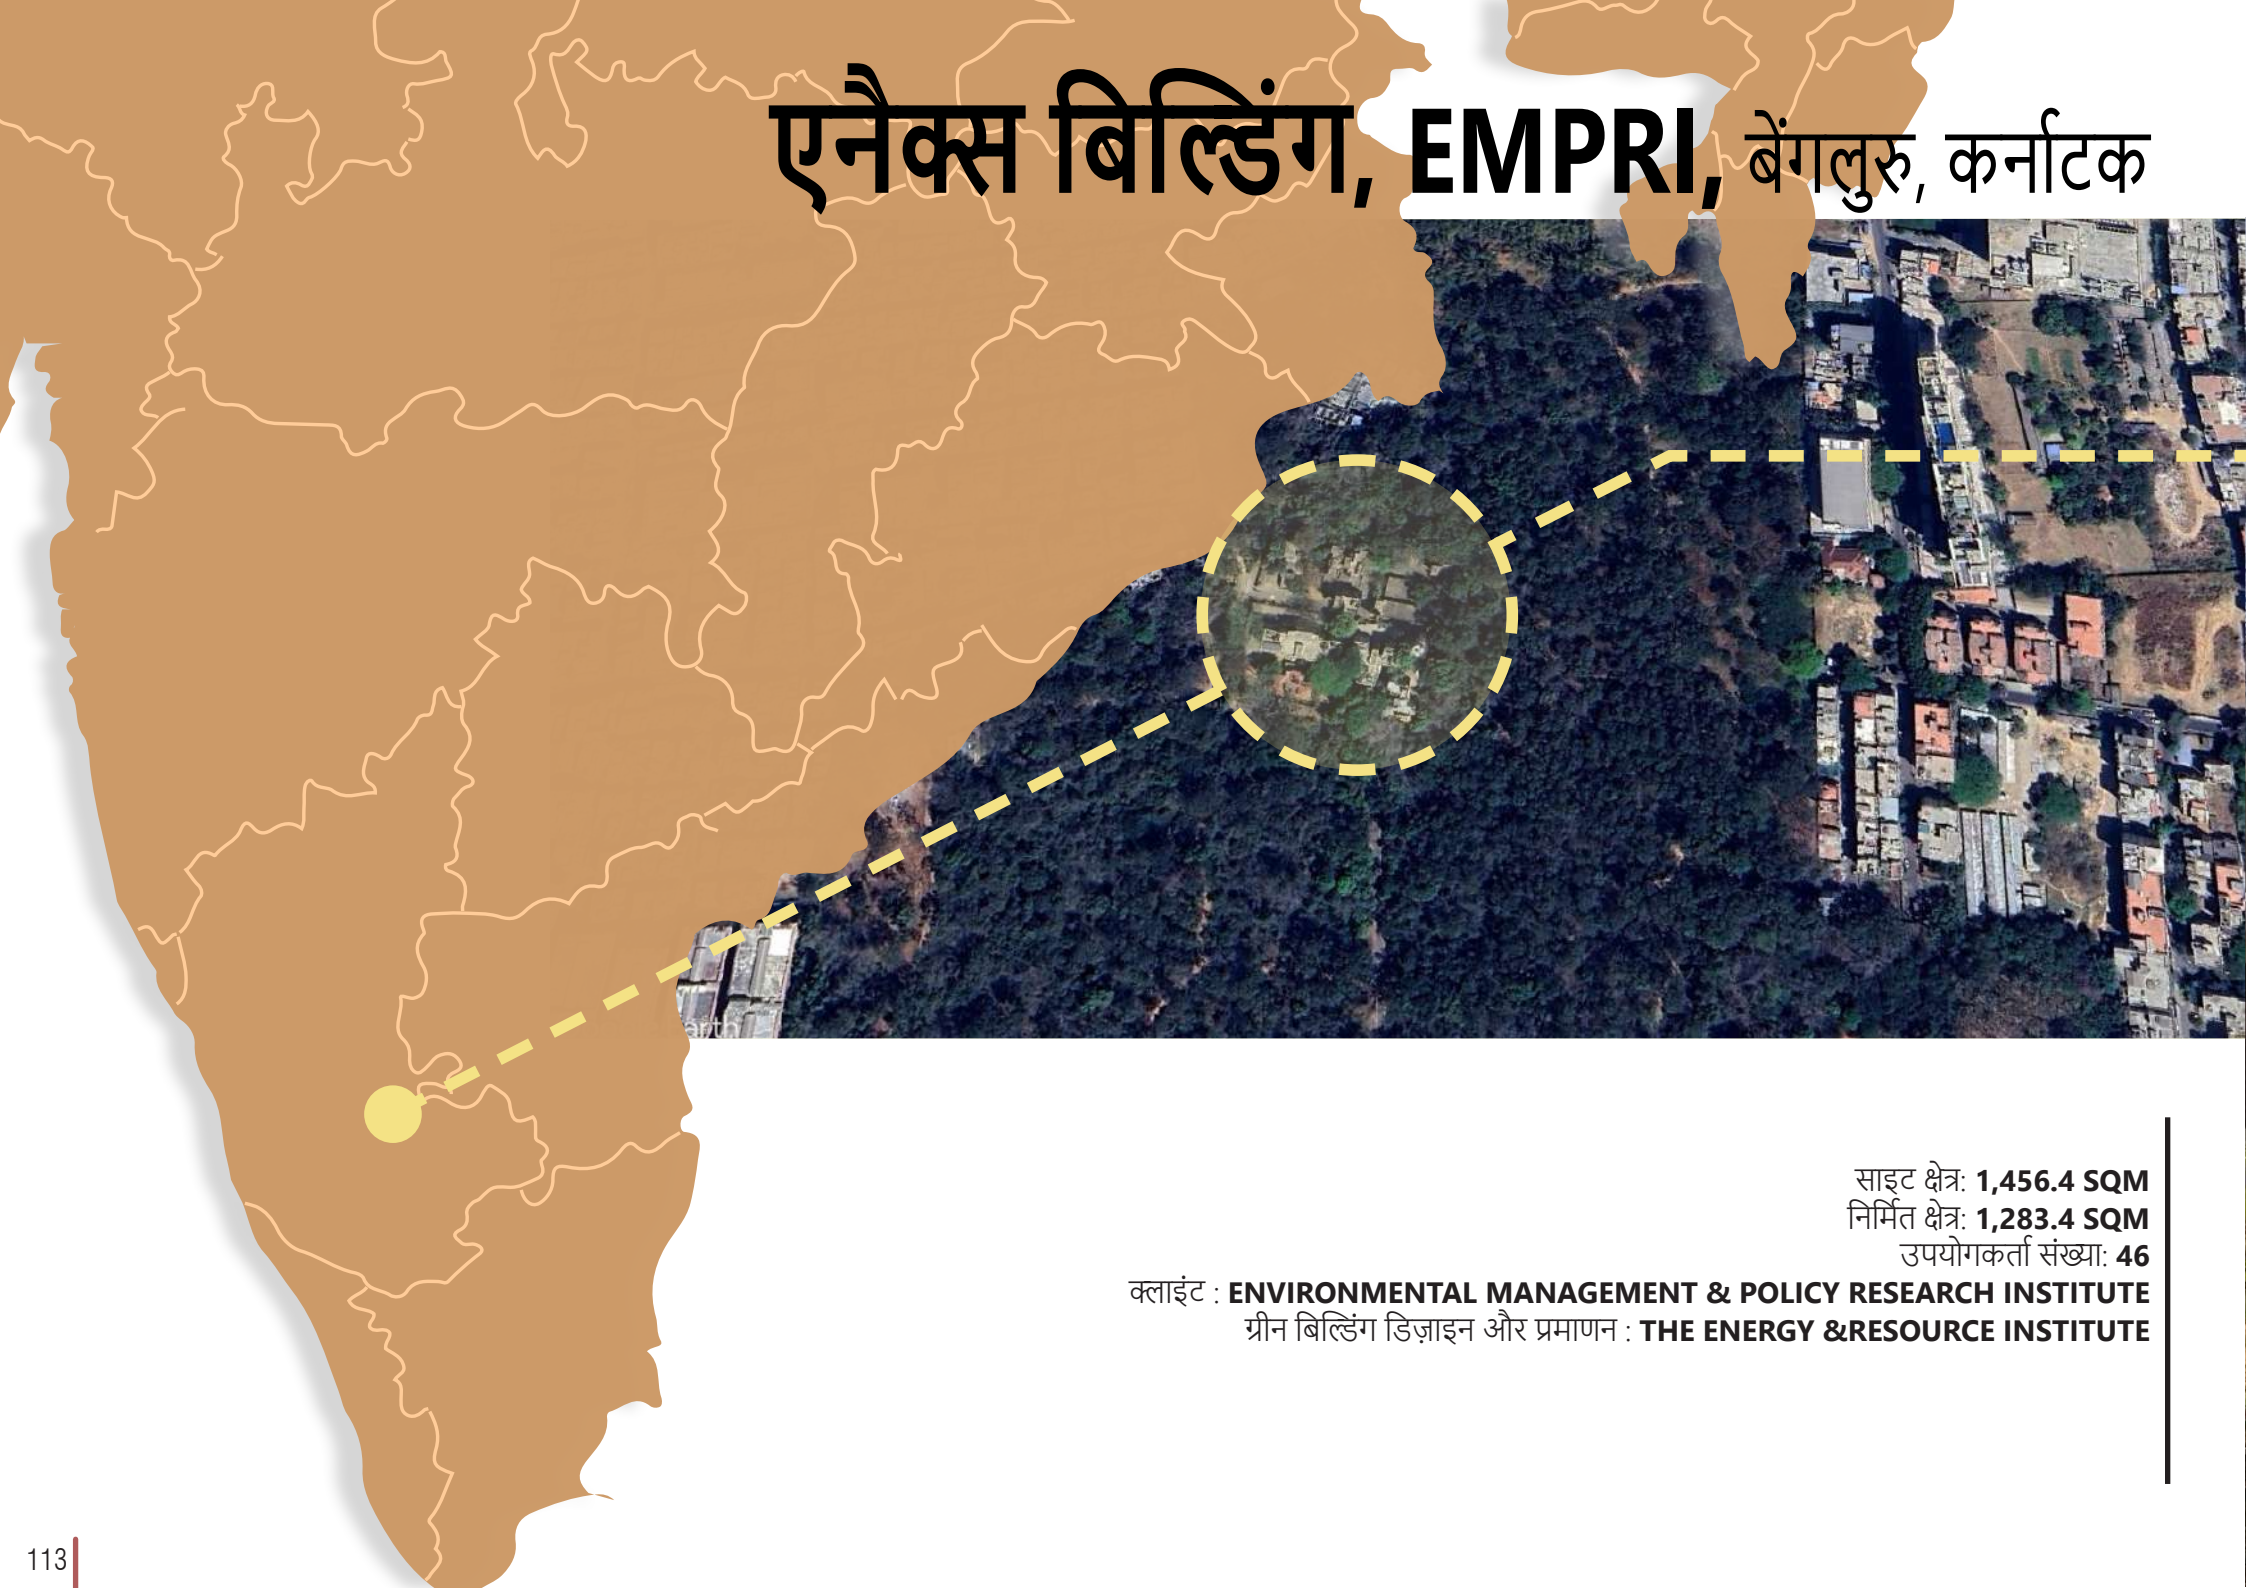 एनैक्स बिल्डिंग, EMPRI, बेंगलुरु, कर्नाटक
arth
साइट क्षेत्र: 1,456.4 SQM
निर्मित क्षेत्र: 1,283.4 SQM
उपयोगकर्ता संख्या: 46
क्लाइंट : ENVIRONMENTAL MANAGEMENT & POLICY RESEARCH INSTITUTE
ग्रीन बिल्डिंग डिज़ाइन और प्रमाणन : THE ENERGY &RESOURCE INSTITUTE
113